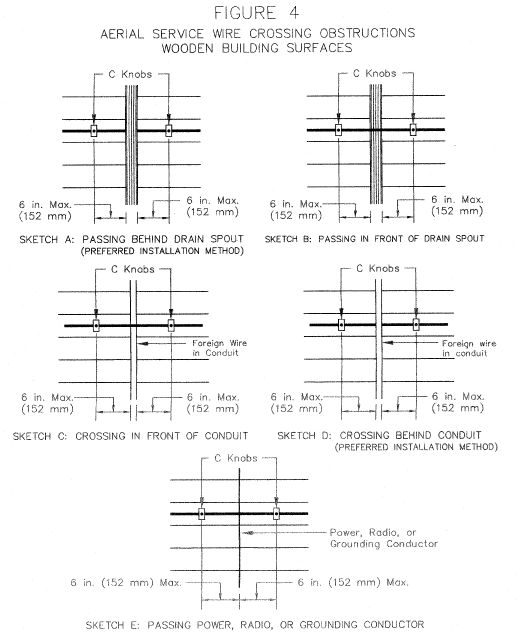 FIGURE 4
AERIAL SERVICE WIRE CROSSING OBSTRUCTIONS
WOODEN BUILDING SURFACES
C Knobs
6 in. Max.
(152 mm)
6 in. Max.
(152 mm)
SKETCH A: PASSING BEHIND DRAIN SPOUT
(PREFERRED INSTALLATION METHOD)
C Knobs
6 in. Max.
(152 mm)
6 in. Max.
(152 mm)
SKETCH B: PASSING IN FRONT OF DRAIN SPOUT
C Knobs
Foreign Wire
in Conduit
6 in. Max.
(152 mm)
6 in. Max.
(152 mm)
SKETCH C: CROSSING IN FRONT OF CONDUIT
C Knobs
Foreign wire
in conduit
6 in. Max.
(152 mm)
6 in. Max.
(152 mm)
SKETCH D: CROSSING BEHIND CONDUIT
(PREFERRED INSTALLATION METHOD)
C Knobs
Power, Radio, or
Grounding Conductor
6 in. (152 mm) Max.
6 in. (152 mm) Max.
SKETCH E: PASSING POWER, RADIO, OR GROUNDING CONDUCTOR